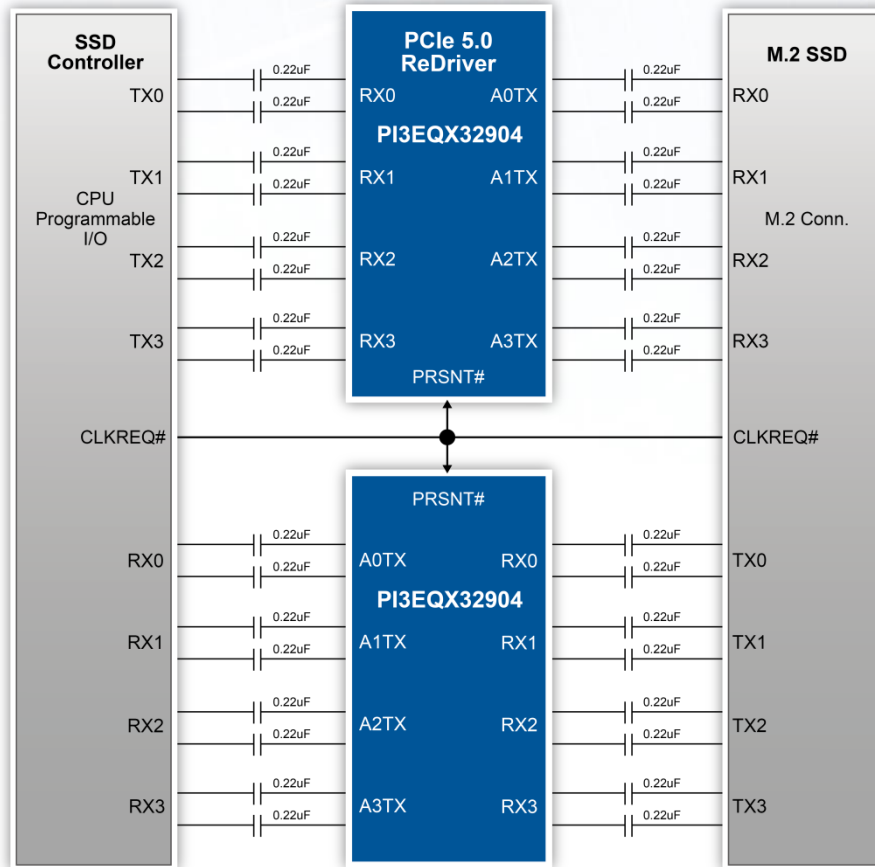 SSD
Controller
PCIe 5.0
ReDriver
M.2 SSD
0.22uF
0.22uF
TX0
RX0
A0TX
RX0
0.22uF
0.22uF
PI3EQX32904
0.22uF
0.22uF
TX1
RX1
A1TX
RX1
0.22uF
0.22uF
CPU
Programmable
I/O
M.2 Conn.
0.22uF
0.22uF
TX2
RX2
A2TX
RX2
0.22uF
0.22uF
0.22uF
0.22uF
TX3
RX3
A3TX
RX3
0.22uF
0.22uF
PRSNT#
CLKREQ#
CLKREQ#
PRSNT#
0.22uF
0.22uF
RX0
A0TX
RX0
TX0
0.22uF
0.22uF
PI3EQX32904
0.22uF
0.22uF
RX1
A1TX
RX1
TX1
0.22uF
0.22uF
0.22uF
0.22uF
RX2
A2TX
RX2
TX2
0.22uF
0.22uF
0.22uF
0.22uF
RX3
A3TX
RX3
TX3
0.22uF
0.22uF